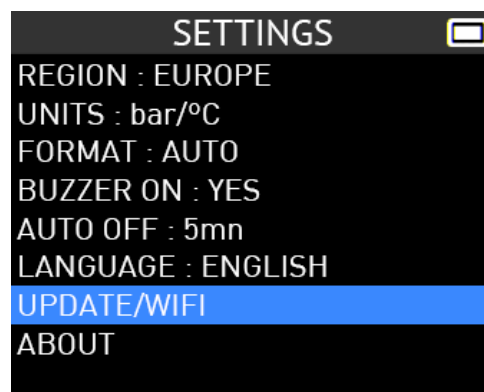 SETTINGS
REGION : EUROPE
UNITS : bar/ºC
FORMAT : AUTO
BUZZER ON : YES
AUTO OFF : 5mn
LANGUAGE : ENGLISH
UPDATE/WIFI
ABOUT